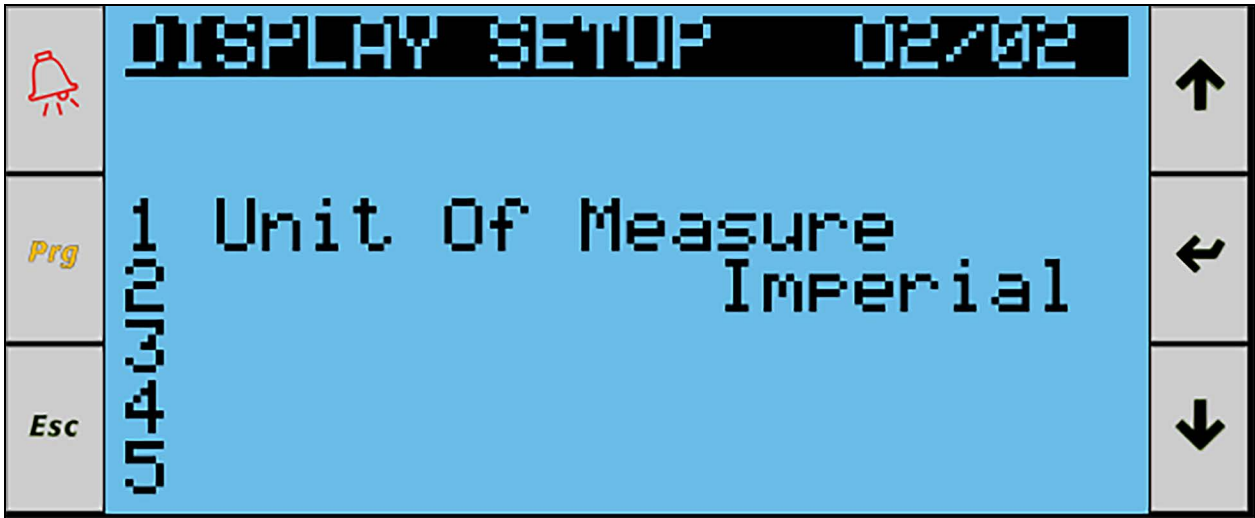 DISPLAY SETUP 02/02
Prg
1 Unit Of Measure
2 Imperial
3
4
Esc
5